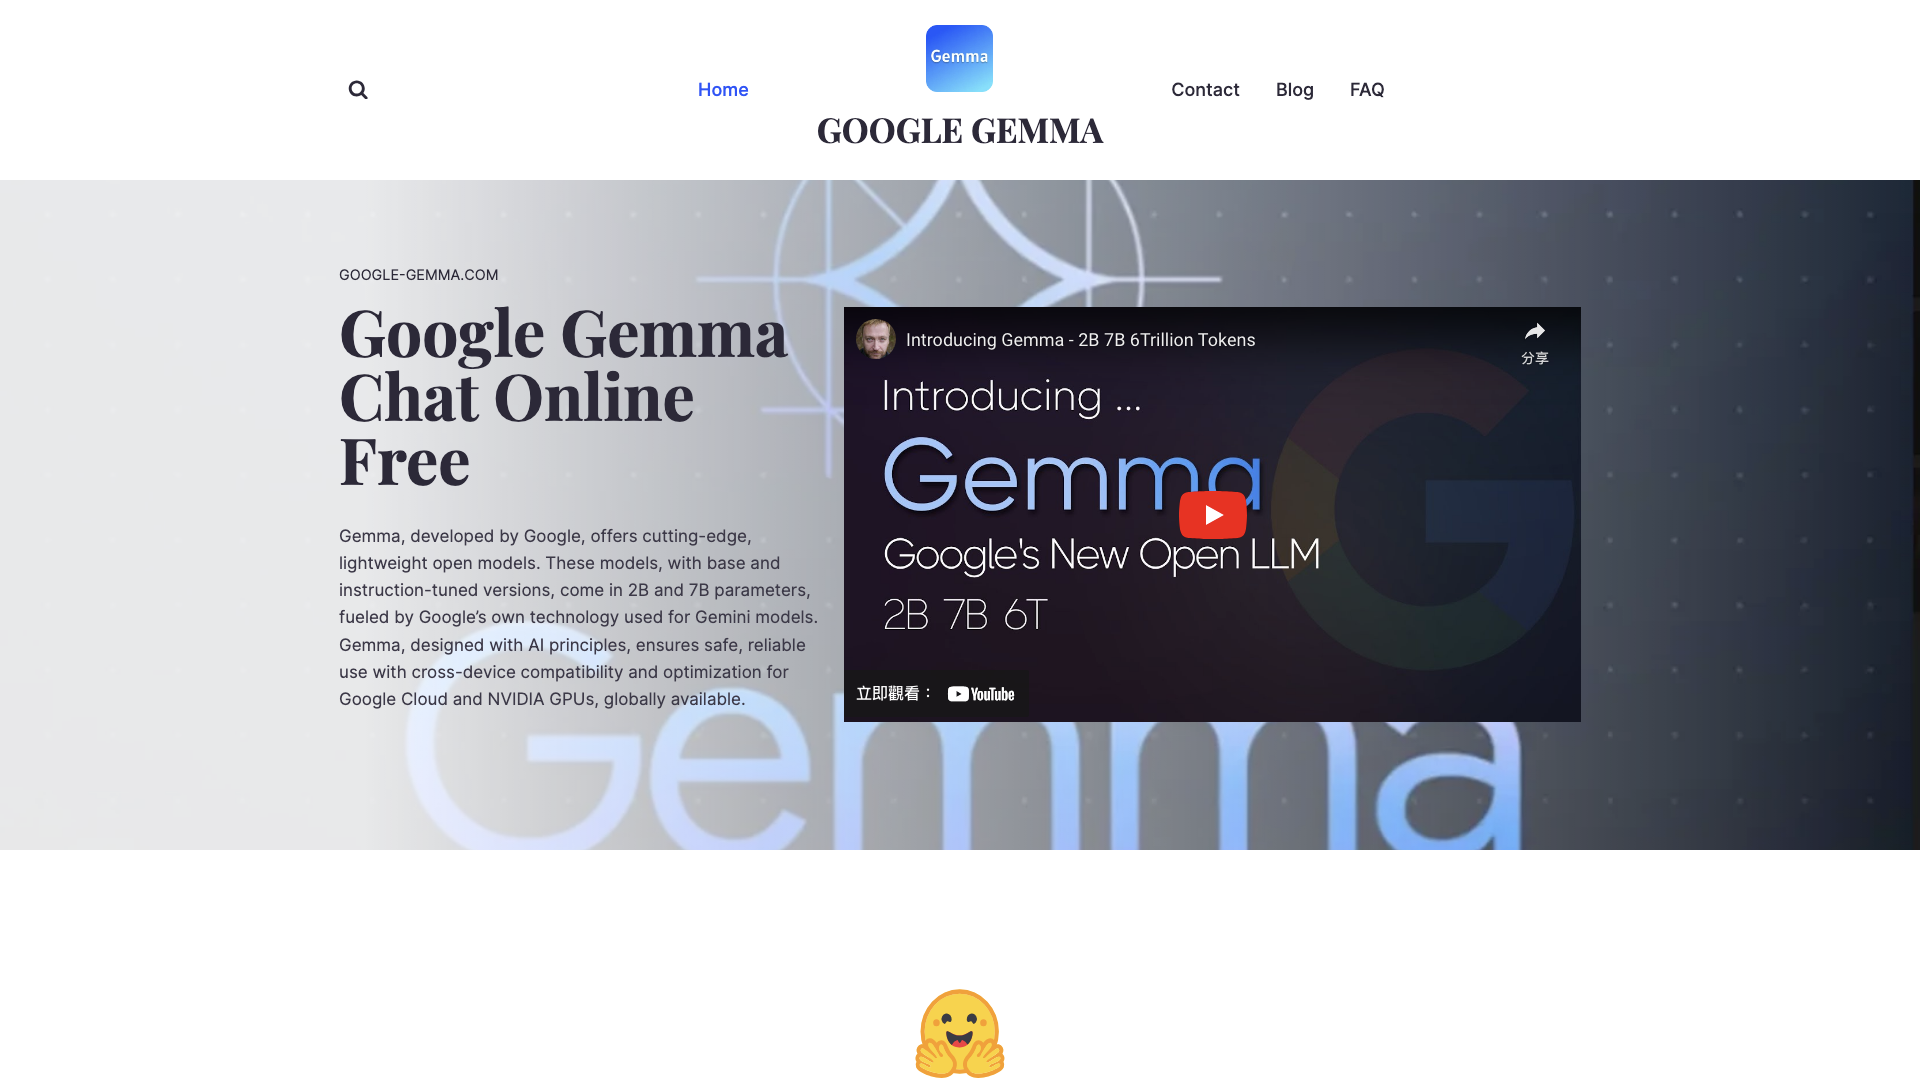 Gemma
Home
Contact
Blog
FAQ
GOOGLE GEMMA
GOOGLE-GEMMA.COM
Google Gemma
Chat Online
Free
Gemma, developed by Google, offers cutting-edge,
lightweight open models. These models, with base and
instruction-tuned versions, come in 2B and 7B parameters,
fueled by Google’s own technology used for Gemini models.
Gemma, designed with AI principles, ensures safe, reliable
use with cross-device compatibility and optimization for
Google Cloud and NVIDIA GPUs, globally available.
Introducing Gemma - 2B 7B 6Trillion Tokens
分享
Introducing ...
Gemma
Google's New Open LLM
2B 7B 6T
立即觀看：
YouTube
Gemma